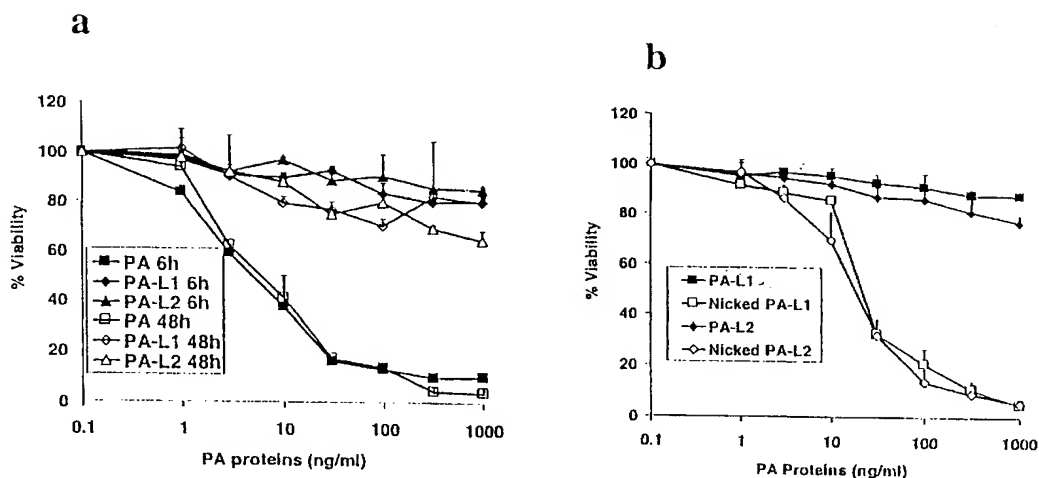 a
120
100
80
60
40
20
0
% Viability
PA 6h
PA-L1 6h
PA-L2 6h
PA 48h
PA-L1 48h
PA-L2 48h
0.1 1 10 100 1000
PA proteins (ng/ml)
b
120
100
80
60
40
20
0
% Viability
PA-L1
Nicked PA-L1
PA-L2
Nicked PA-L2
0.1 1 10 100 1000
PA Proteins (ng/ml)